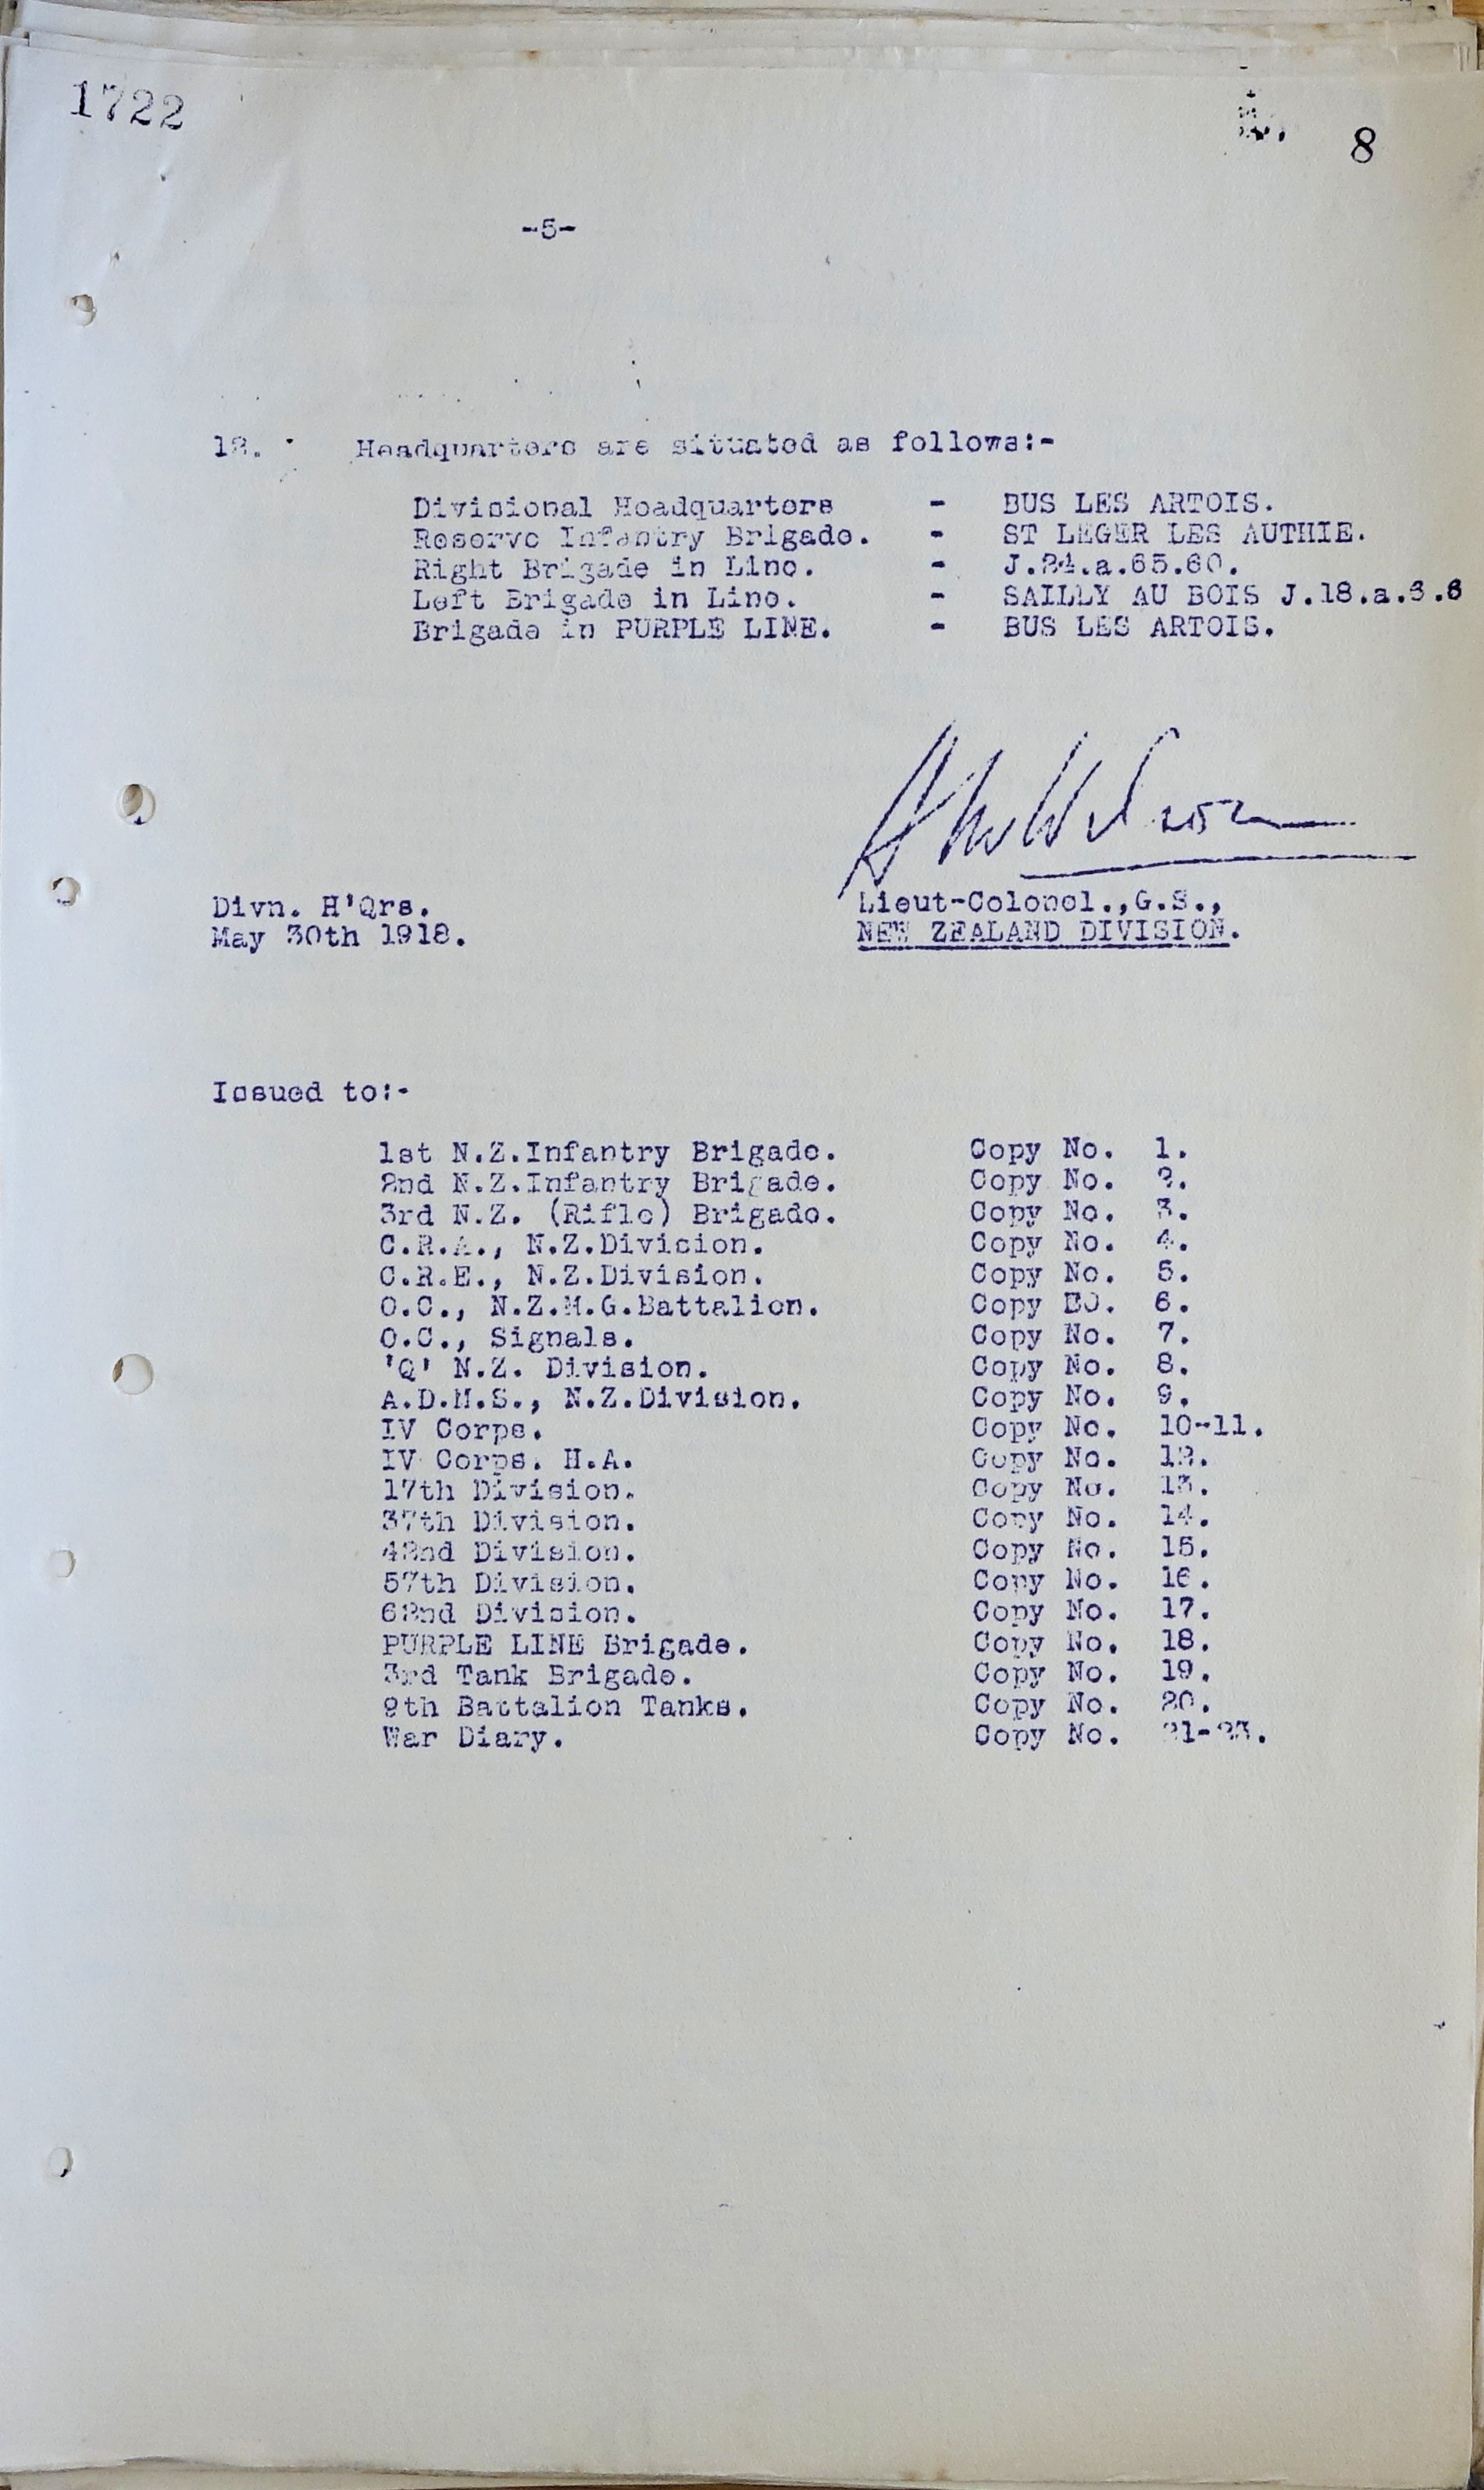 1722
8
-5-
12. Headquarters are situated as follows:-
Divisional Headquarters - BUS LES ARTOIS.
Reserve Infantry Brigade. - ST LEGER LES AUTHIE.
Right Brigade in Line. - J.24.a.65.60.
Left Brigade in Line. - SAILLY AU BOIS J.18.a.3.6
Brigade in PURPLE LINE. - BUS LES ARTOIS.
Divn. H'Qrs. Lieut-Colonel.,G.S.,
May 30th 1918. NEW ZEALAND DIVISION.
Issued to:-
1st N.Z.Infantry Brigade. Copy No. 1.
2nd N.Z.Infantry Brigade. Copy No. 2.
3rd N.Z. (Rifle) Brigade. Copy No. 3.
C.R.A., N.Z.Division. Copy No. 4.
C.R.E., N.Z.Division. Copy No. 5.
O.C., N.Z.M.G.Battalion. Copy No. 6.
O.C., Signals. Copy No. 7.
'Q' N.Z. Division. Copy No. 8.
A.D.M.S., N.Z.Division. Copy No. 9.
IV Corps. Copy No. 10-11.
IV Corps. H.A. Copy No. 12.
17th Division. Copy No. 13.
37th Division. Copy No. 14.
42nd Division. Copy No. 15.
57th Division. Copy No. 16.
62nd Division. Copy No. 17.
PURPLE LINE Brigade. Copy No. 18.
3rd Tank Brigade. Copy No. 19.
9th Battalion Tanks. Copy No. 20.
War Diary. Copy No.